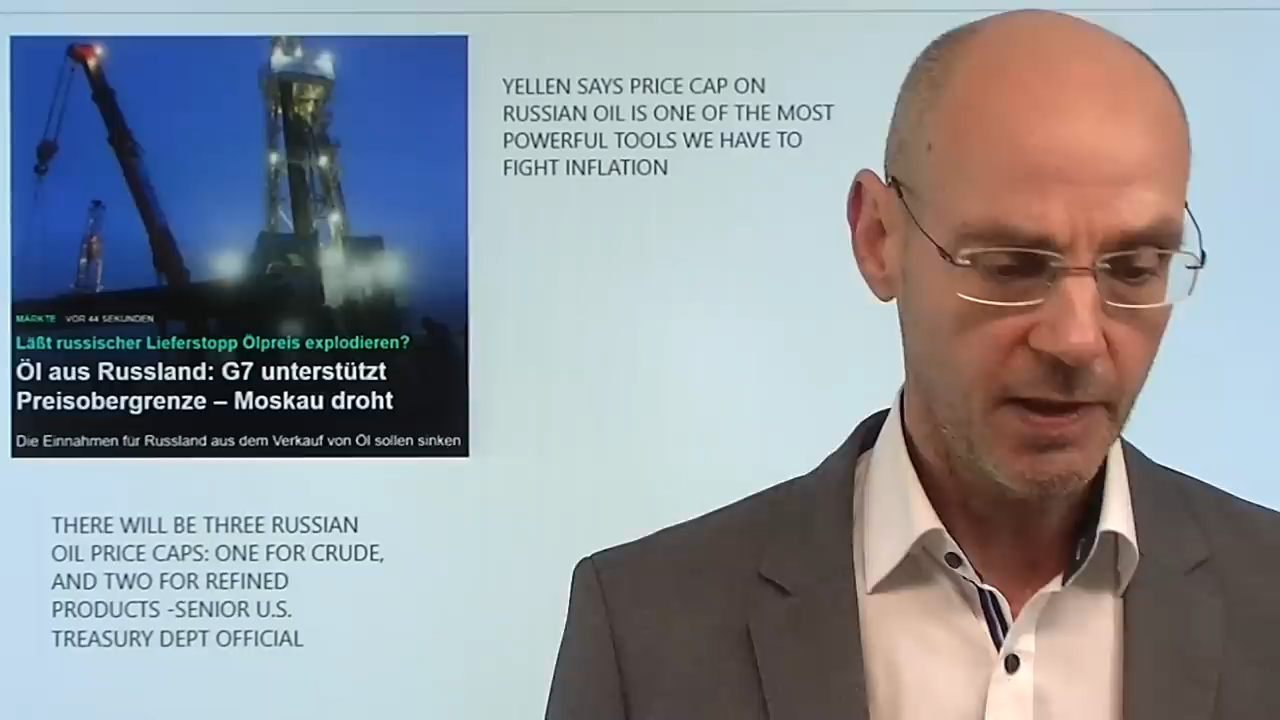 MÄRKTE VOR 44 SEKUNDEN
Läßt russischer Lieferstopp Ölpreis explodieren?
Öl aus Russland: G7 unterstützt
Preisobergrenze – Moskau droht
Die Einnahmen für Russland aus dem Verkauf von Öl sollen sinken
YELLEN SAYS PRICE CAP ON
RUSSIAN OIL IS ONE OF THE MOST
POWERFUL TOOLS WE HAVE TO
FIGHT INFLATION
THERE WILL BE THREE RUSSIAN
OIL PRICE CAPS: ONE FOR CRUDE,
AND TWO FOR REFINED
PRODUCTS -SENIOR U.S.
TREASURY DEPT OFFICIAL